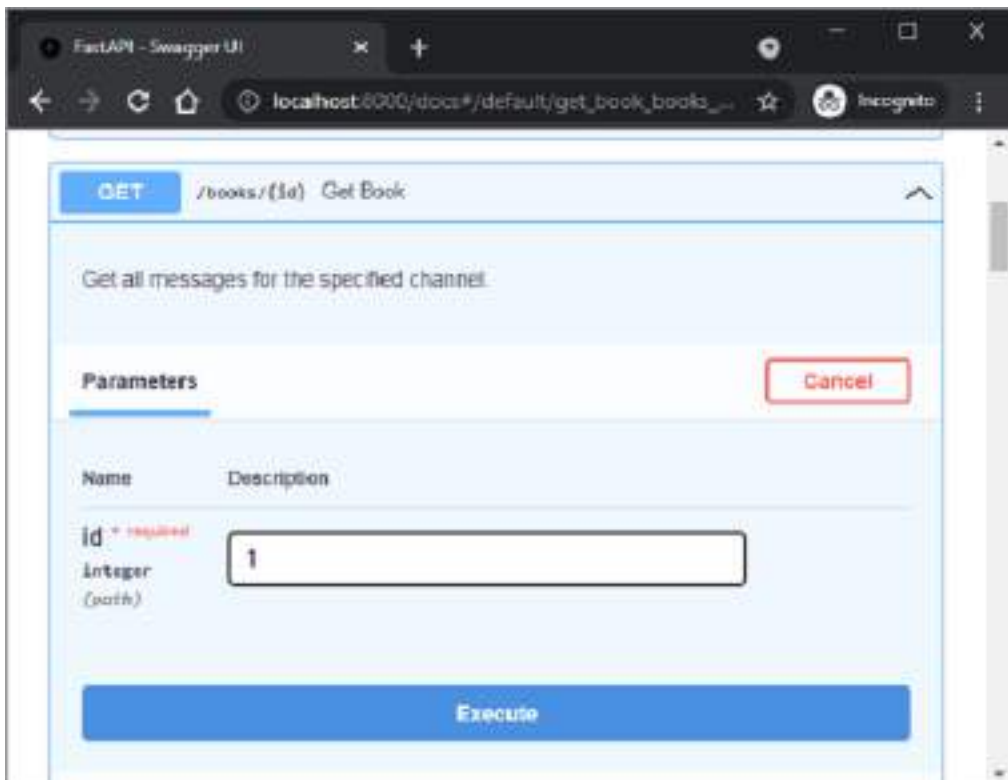 FastAPI - Swagger UI
localhost:8000/docs#/default/get_book_books_...
Incognito
GET /books/{id} Get Book
Get all messages for the specified channel.
Parameters
Cancel
Name Description
id * required
1
integer
(path)
Execute